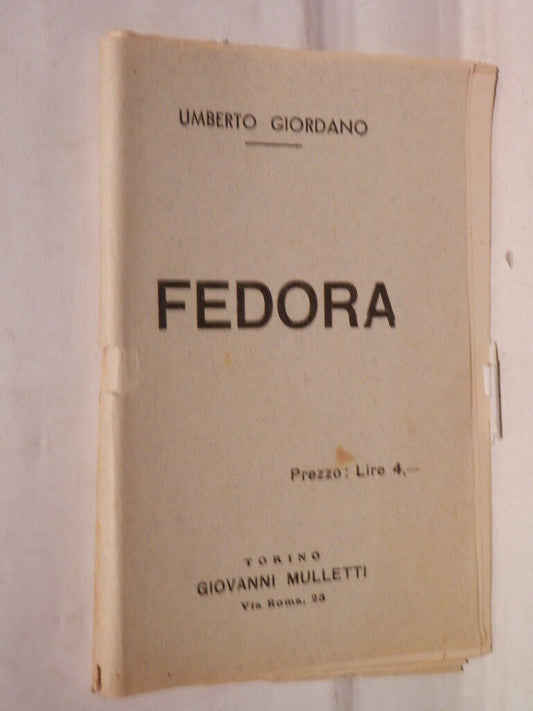 UMBERTO GIORDANO
FEDORA
Prezzo: Lire 4,—
TORINO
GIOVANNI MULLETTI
Via Roma, 23